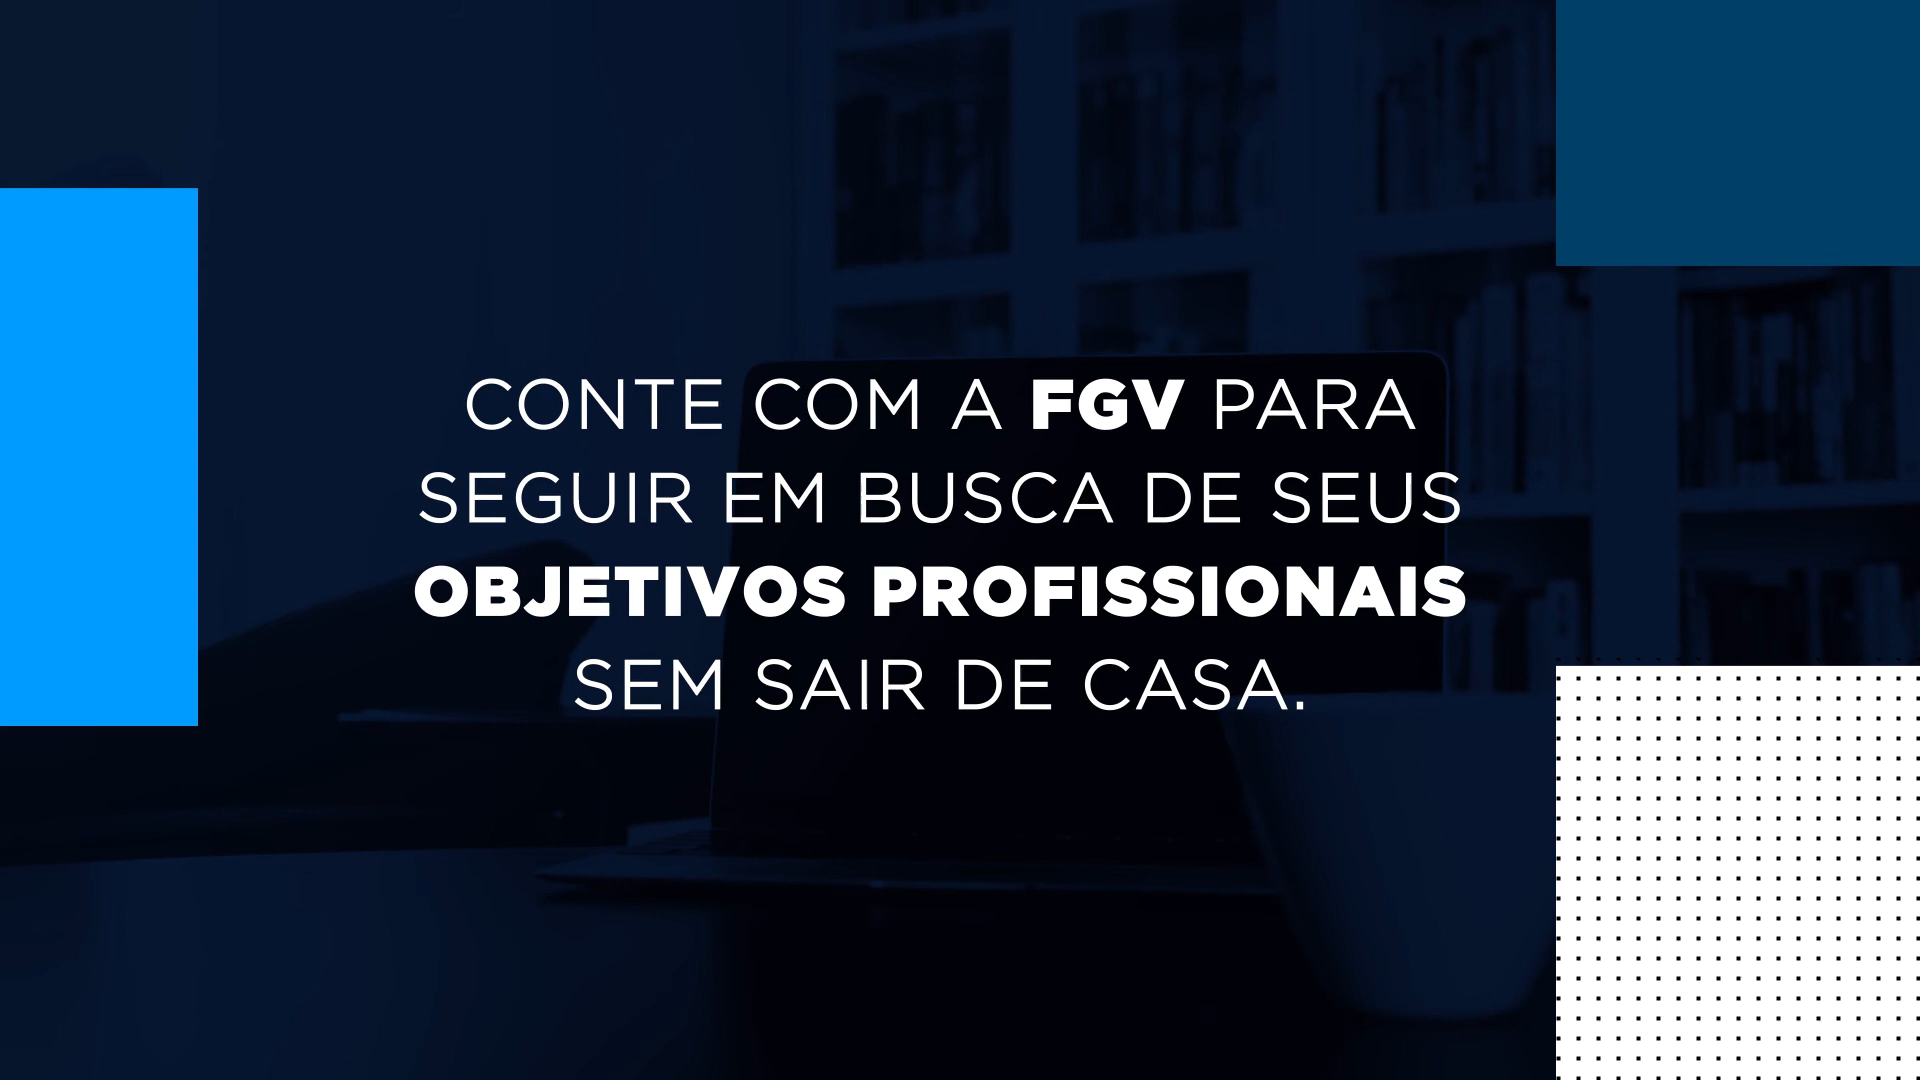 CONTE COM A FGV PARA
SEGUIR EM BUSCA DE SEUS
OBJETIVOS PROFISSIONAIS
SEM SAIR DE CASA.